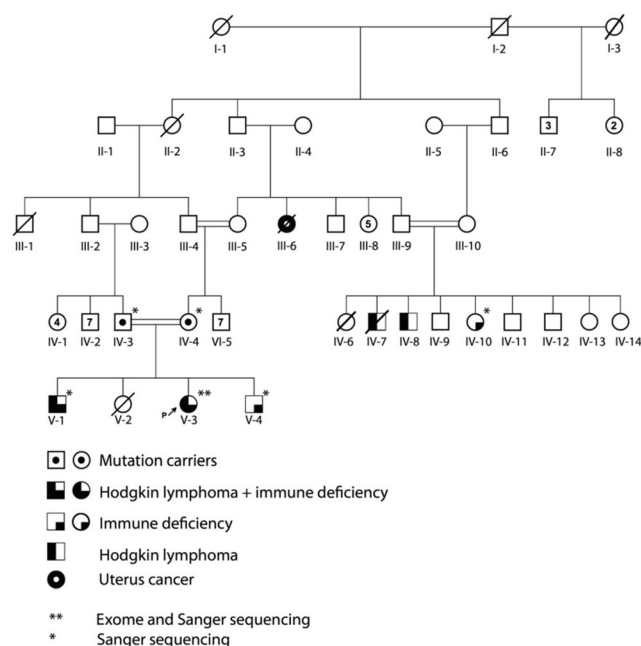 I-1 I-2 I-3
3 2
II-1 II-2 II-3 II-4 II-5 II-6 II-7 II-8
5
III-1 III-2 III-3 III-4 III-5 III-6 III-7 III-8 III-9 III-10
* *
4 7 7 *
IV-1 IV-2 IV-3 IV-4 VI-5 IV-6 IV-7 IV-8 IV-9 IV-10 IV-11 IV-12 IV-13 IV-14
* ** *
P
V-1 V-2 V-3 V-4
Mutation carriers
Hodgkin lymphoma + immune deficiency
Immune deficiency
Hodgkin lymphoma
Uterus cancer
** Exome and Sanger sequencing
* Sanger sequencing